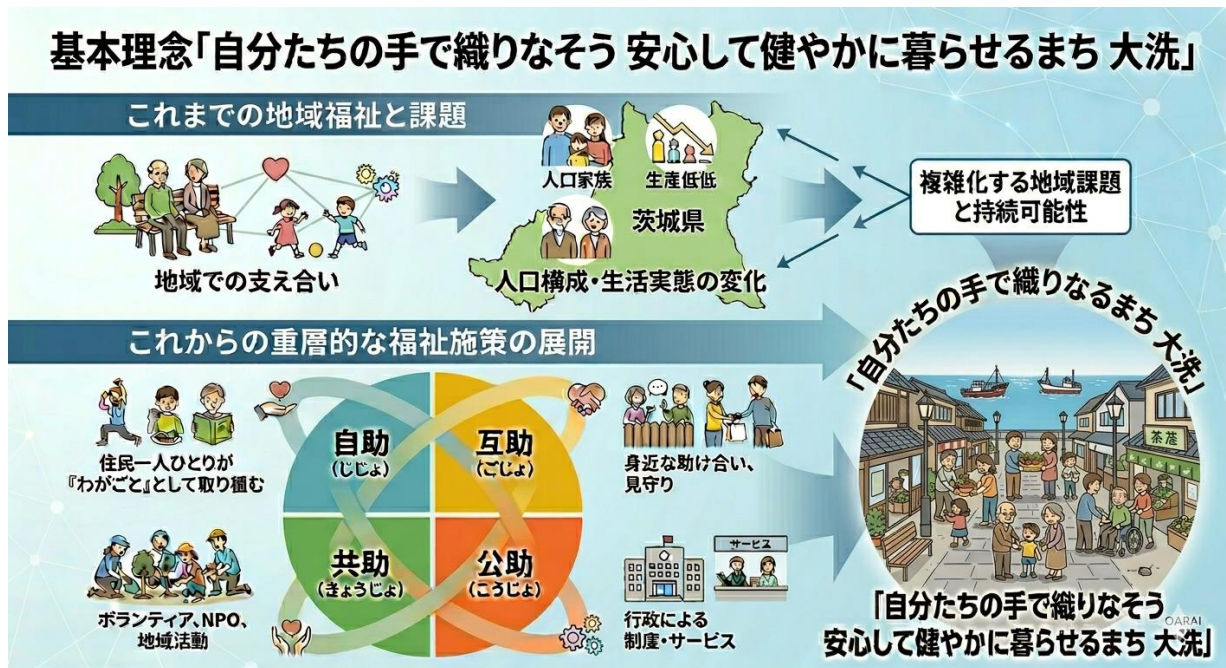 基本理念「自分たちの手で織りなそう 安心して健やかに暮らせるまち 大洗」
これまでの地域福祉と課題
地域での支え合い
人口家族
生産低低
茨城県
人口構成・生活実態の変化
複雑化する地域課題
と持続可能性
これからの重層的な福祉施策の展開
住民一人ひとりが
『わがごと』として取り組む
自助
(じじょ)
互助
(ごじょ)
身近な助け合い、
見守り
ボランティア、NPO、
地域活動
共助
(きょうじょ)
公助
(こうじょ)
サービス
行政による
制度・サービス
「自分たちの手で織りなるまち 大洗」
「自分たちの手で織りなそう
安心して健やかに暮らせるまち 大洗」
OARAI